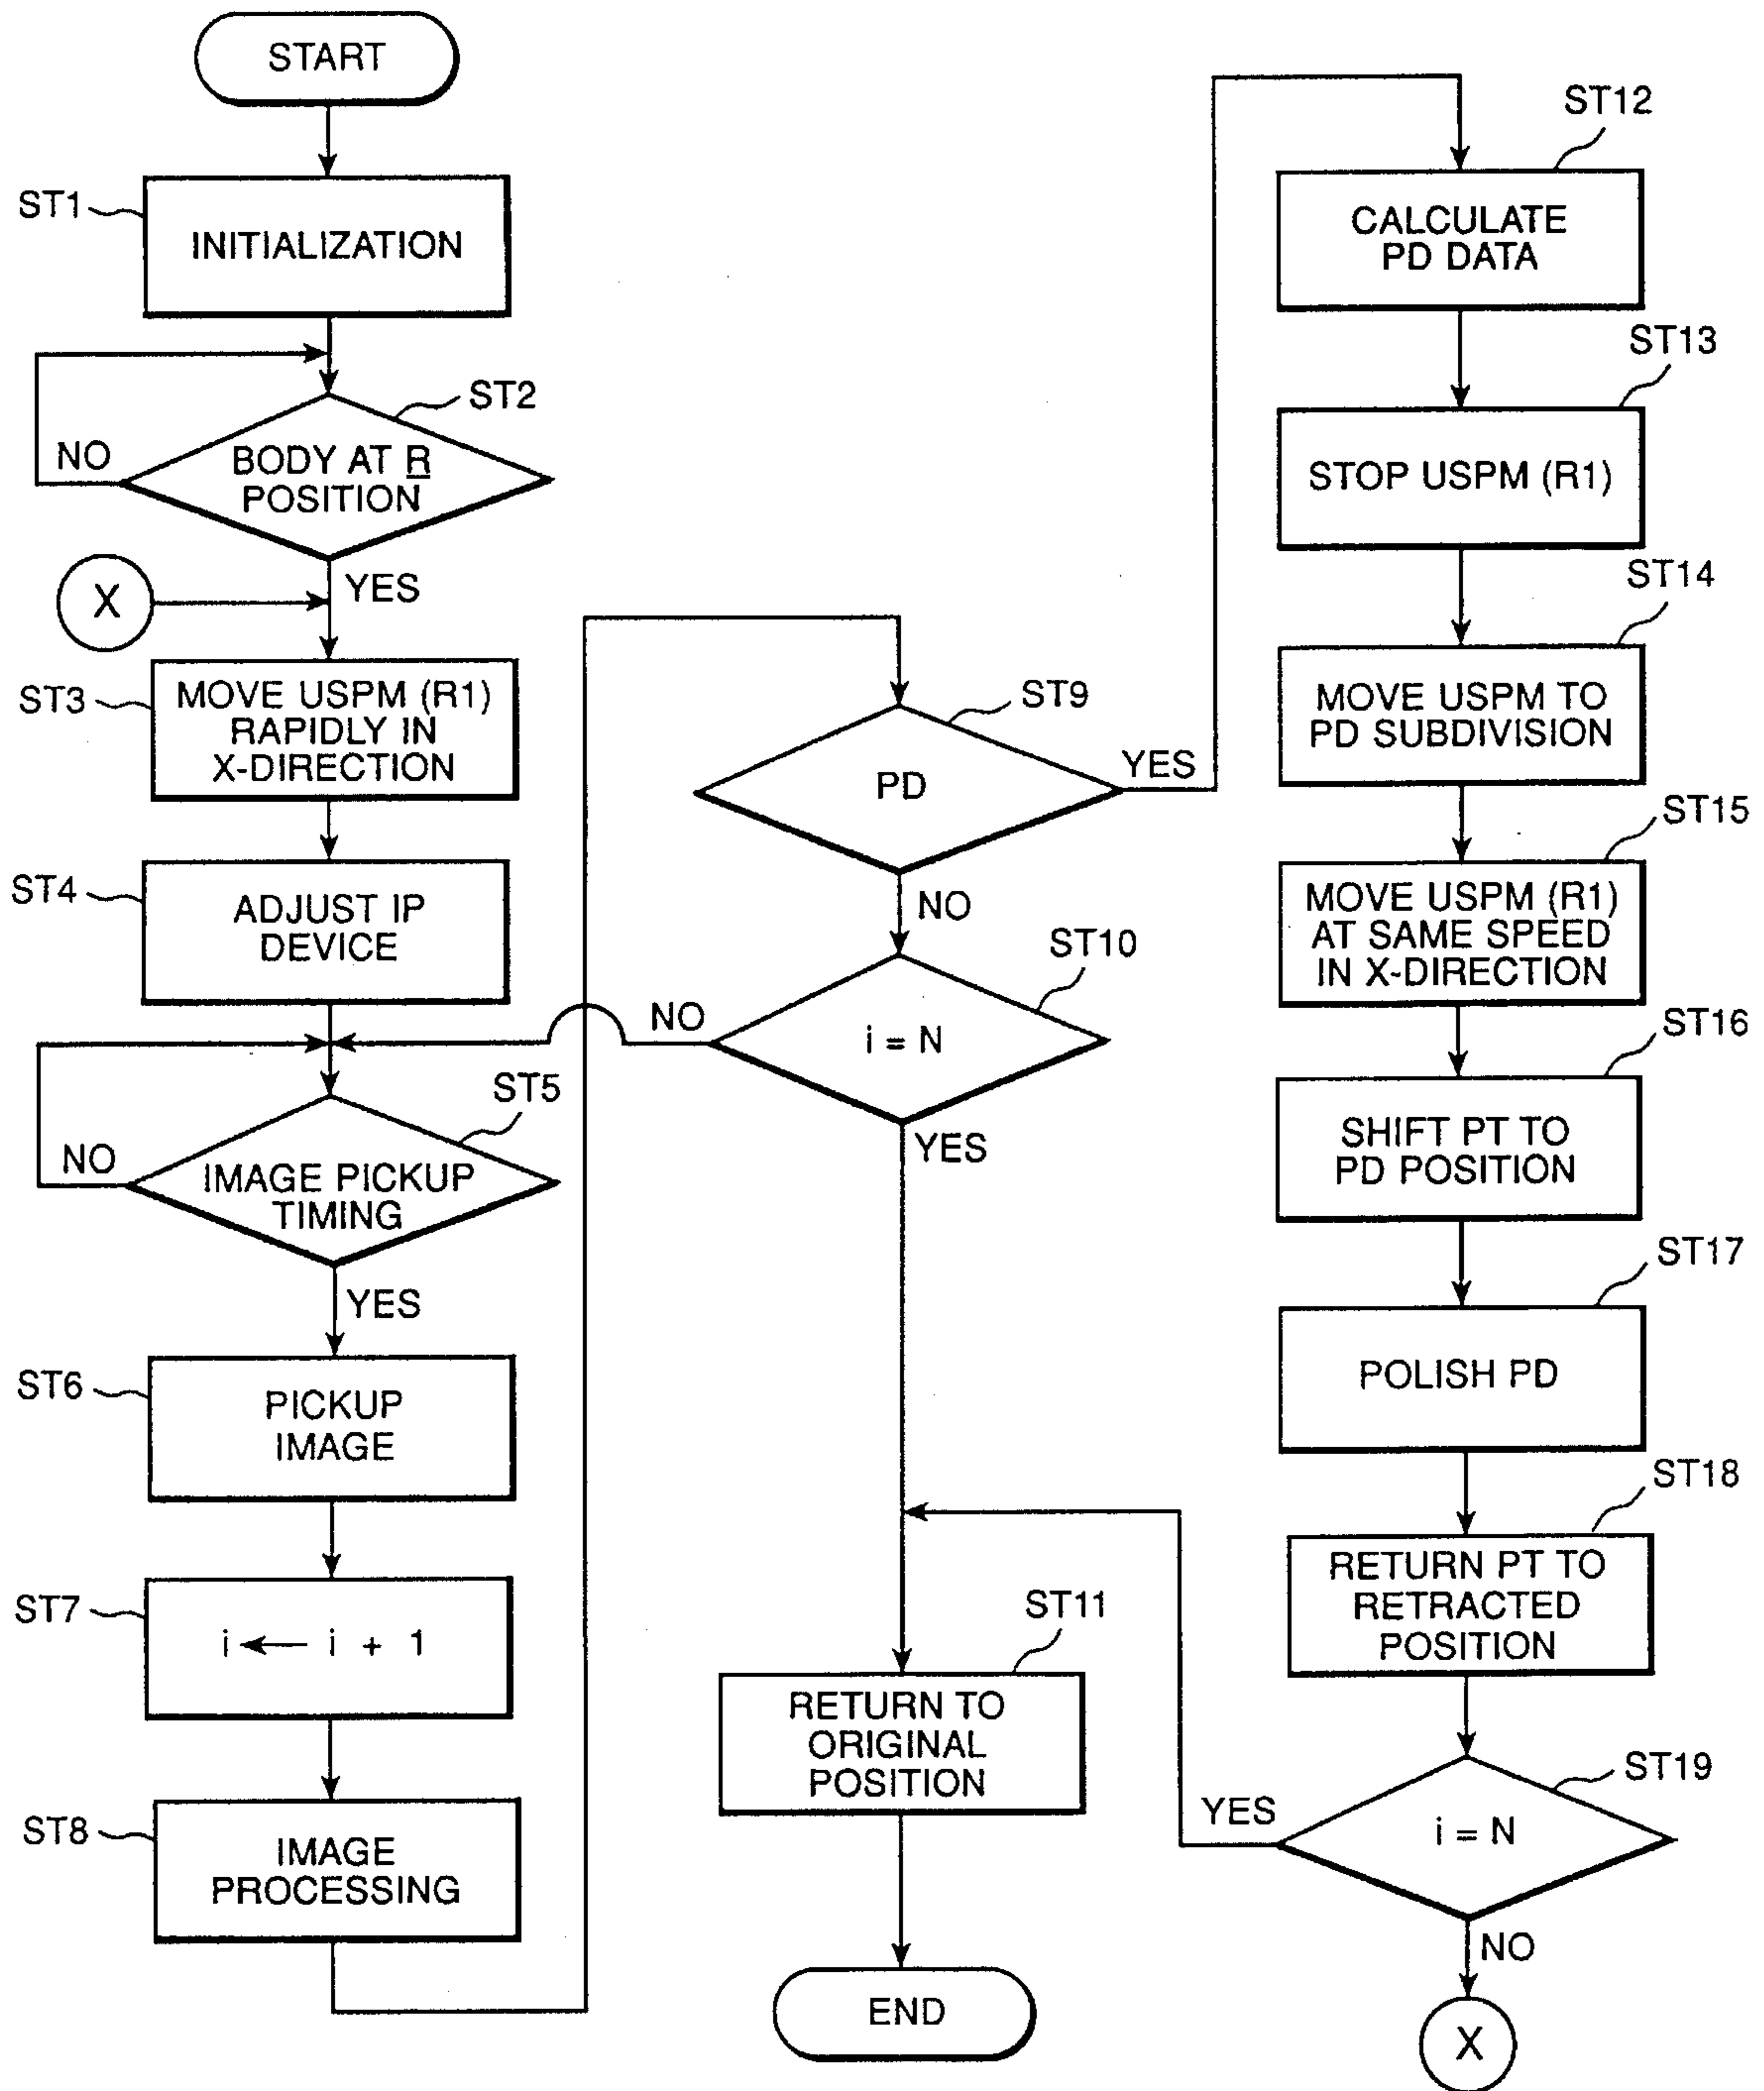 START
ST1
INITIALIZATION
ST2
NO
BODY AT R
POSITION
X
YES
ST3
MOVE USPM (R1)
RAPIDLY IN
X-DIRECTION
ST4
ADJUST IP
DEVICE
ST5
NO
IMAGE PICKUP
TIMING
YES
ST6
PICKUP
IMAGE
ST7
i ← i + 1
ST8
IMAGE
PROCESSING
ST9
PD
YES
NO
ST10
NO
i = N
YES
ST11
RETURN TO
ORIGINAL
POSITION
END
ST12
CALCULATE
PD DATA
ST13
STOP USPM (R1)
ST14
MOVE USPM TO
PD SUBDIVISION
ST15
MOVE USPM (R1)
AT SAME SPEED
IN X-DIRECTION
ST16
SHIFT PT TO
PD POSITION
ST17
POLISH PD
ST18
RETURN PT TO
RETRACTED
POSITION
ST19
YES
i = N
NO
X